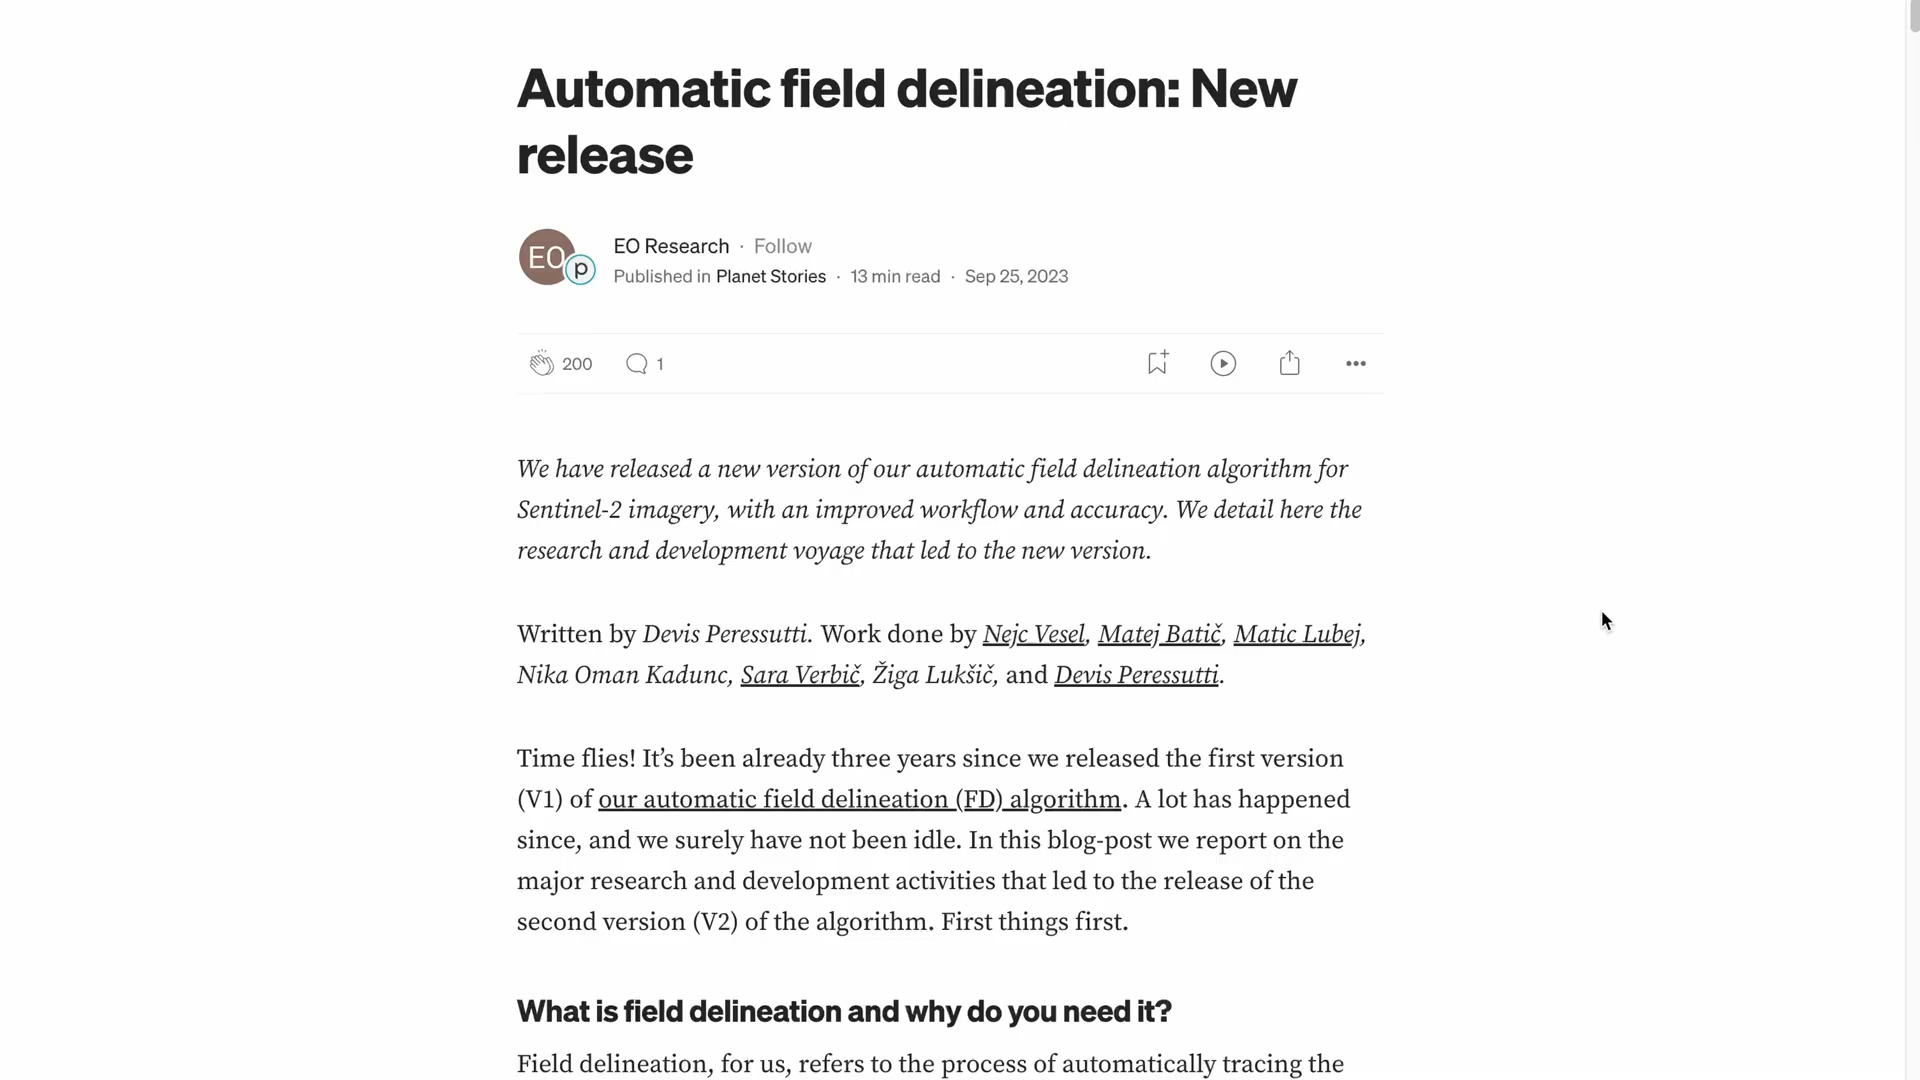 Automatic field delineation: New
release
EO
p
EO Research · Follow
Published in Planet Stories · 13 min read · Sep 25, 2023
200
1
We have released a new version of our automatic field delineation algorithm for
Sentinel-2 imagery, with an improved workflow and accuracy. We detail here the
research and development voyage that led to the new version.
Written by Devis Peressutti. Work done by Nejc Vesel, Matej Batič, Matic Lubej,
Nika Oman Kadunc, Sara Verbič, Žiga Lukšič, and Devis Peressutti.
Time flies! It’s been already three years since we released the first version
(V1) of our automatic field delineation (FD) algorithm. A lot has happened
since, and we surely have not been idle. In this blog-post we report on the
major research and development activities that led to the release of the
second version (V2) of the algorithm. First things first.
What is field delineation and why do you need it?
Field delineation, for us, refers to the process of automatically tracing the